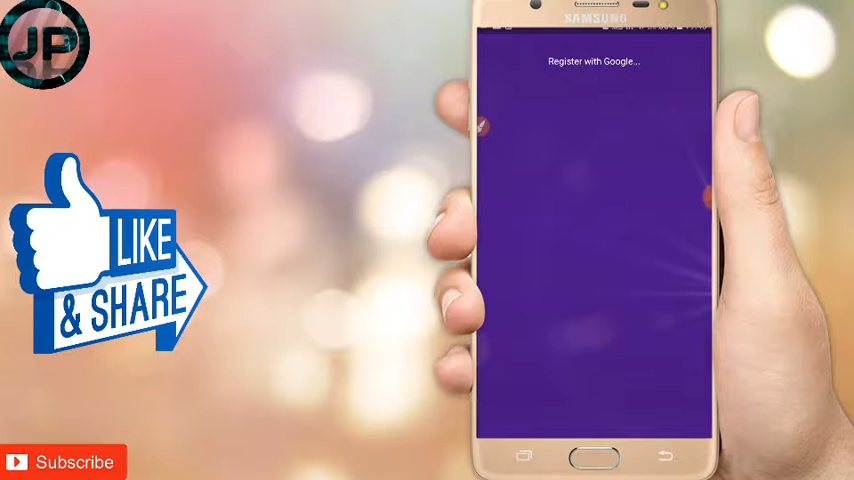 JP
SAMSUNG
Register with Google...
LIKE
& SHARE
Subscribe